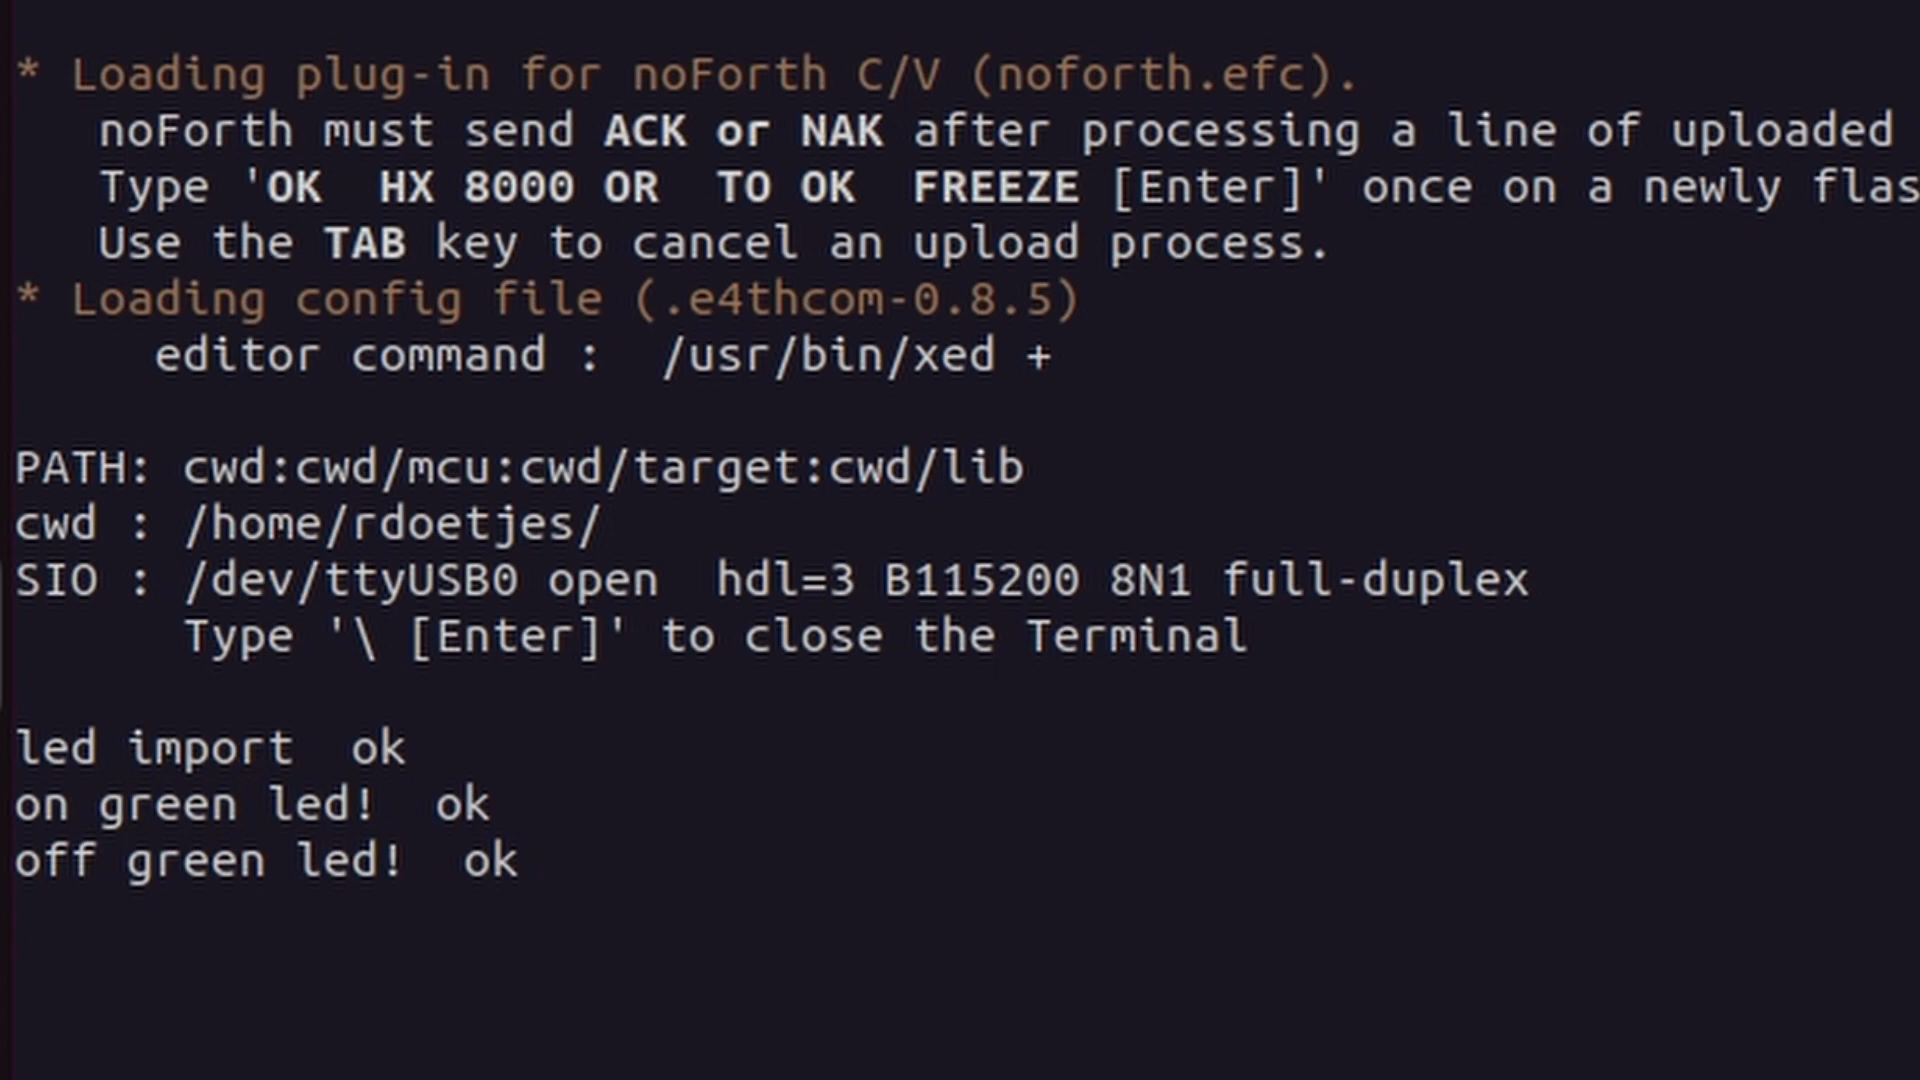 * Loading plug-in for noForth C/V (noforth.efc).
noForth must send ACK or NAK after processing a line of uploaded
Type 'OK  HX 8000 OR  TO OK  FREEZE [Enter]' once on a newly flas
Use the TAB key to cancel an upload process.
* Loading config file (.e4thcom-0.8.5)
editor command :  /usr/bin/xed +
PATH: cwd:cwd/mcu:cwd/target:cwd/lib
cwd : /home/rdoetjes/
SIO : /dev/ttyUSB0 open  hdl=3 B115200 8N1 full-duplex
Type '\ [Enter]' to close the Terminal
led import  ok
on green led!  ok
off green led!  ok